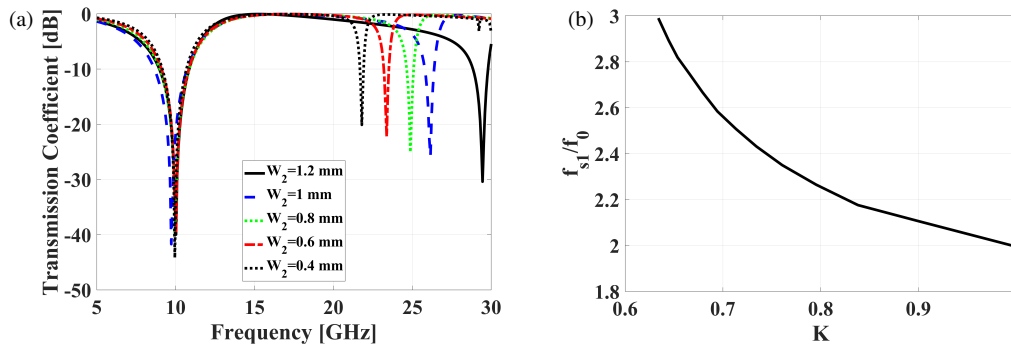 (a)
Transmission Coefficient [dB]
0
-10
-20
-30
-40
-50
W₂=1.2 mm
W₂=1 mm
W₂=0.8 mm
W₂=0.6 mm
W₂=0.4 mm
5 10 15 20 25 30
Frequency [GHz]
(b)
f_s1/f_0
3
2.8
2.6
2.4
2.2
2
1.8
0.6 0.7 0.8 0.9
K